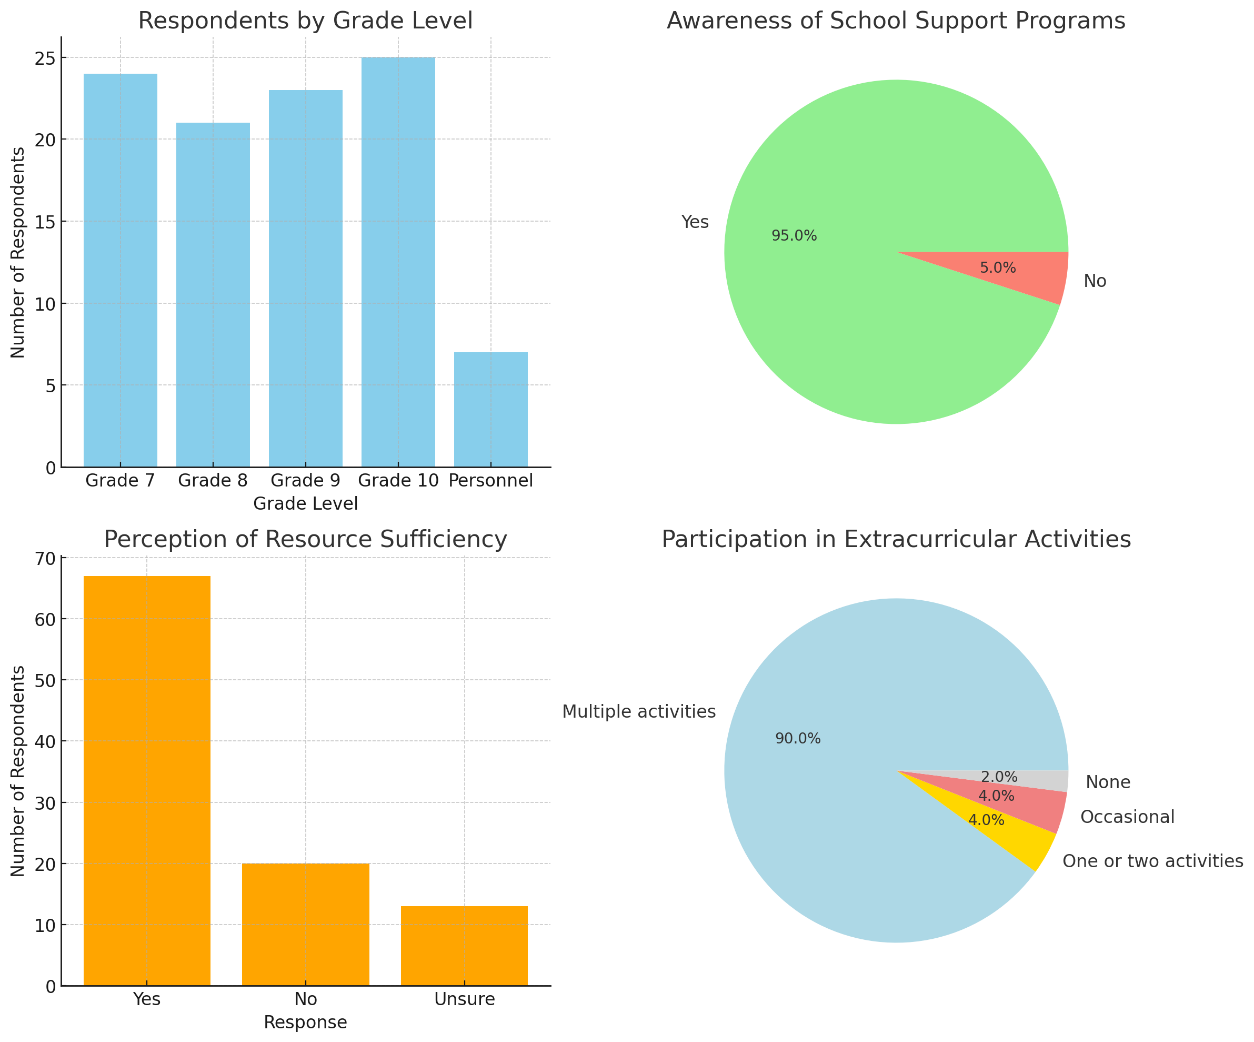 Respondents by Grade Level
25
20
15
10
5
0
Number of Respondents
Grade 7 Grade 8 Grade 9 Grade 10 Personnel
Grade Level
Awareness of School Support Programs
Yes
95.0%
5.0%
No
Perception of Resource Sufficiency
70
60
50
40
30
20
10
0
Number of Respondents
Yes No Unsure
Response
Participation in Extracurricular Activities
Multiple activities
90.0%
2.0%
None
4.0%
Occasional
4.0%
One or two activities